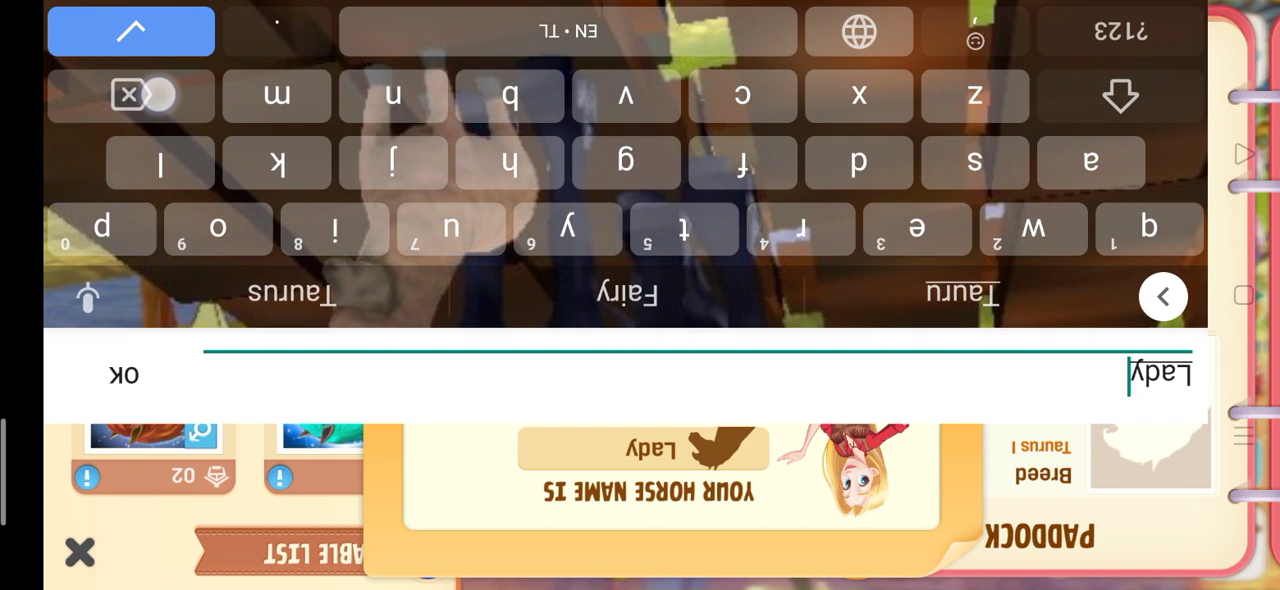 PADDOCK
ABLE LIST
Breed
Taurus I
YOUR HORSE NAME IS
Lady
02
Lady
OK
Tauru Fairy Taurus
q 1 w 2 e 3 r 4 t 5 y 6 u 7 i 8 o 9 p 0
a s d f g h j k l
z x c v b n m
?123 , EN • TL .